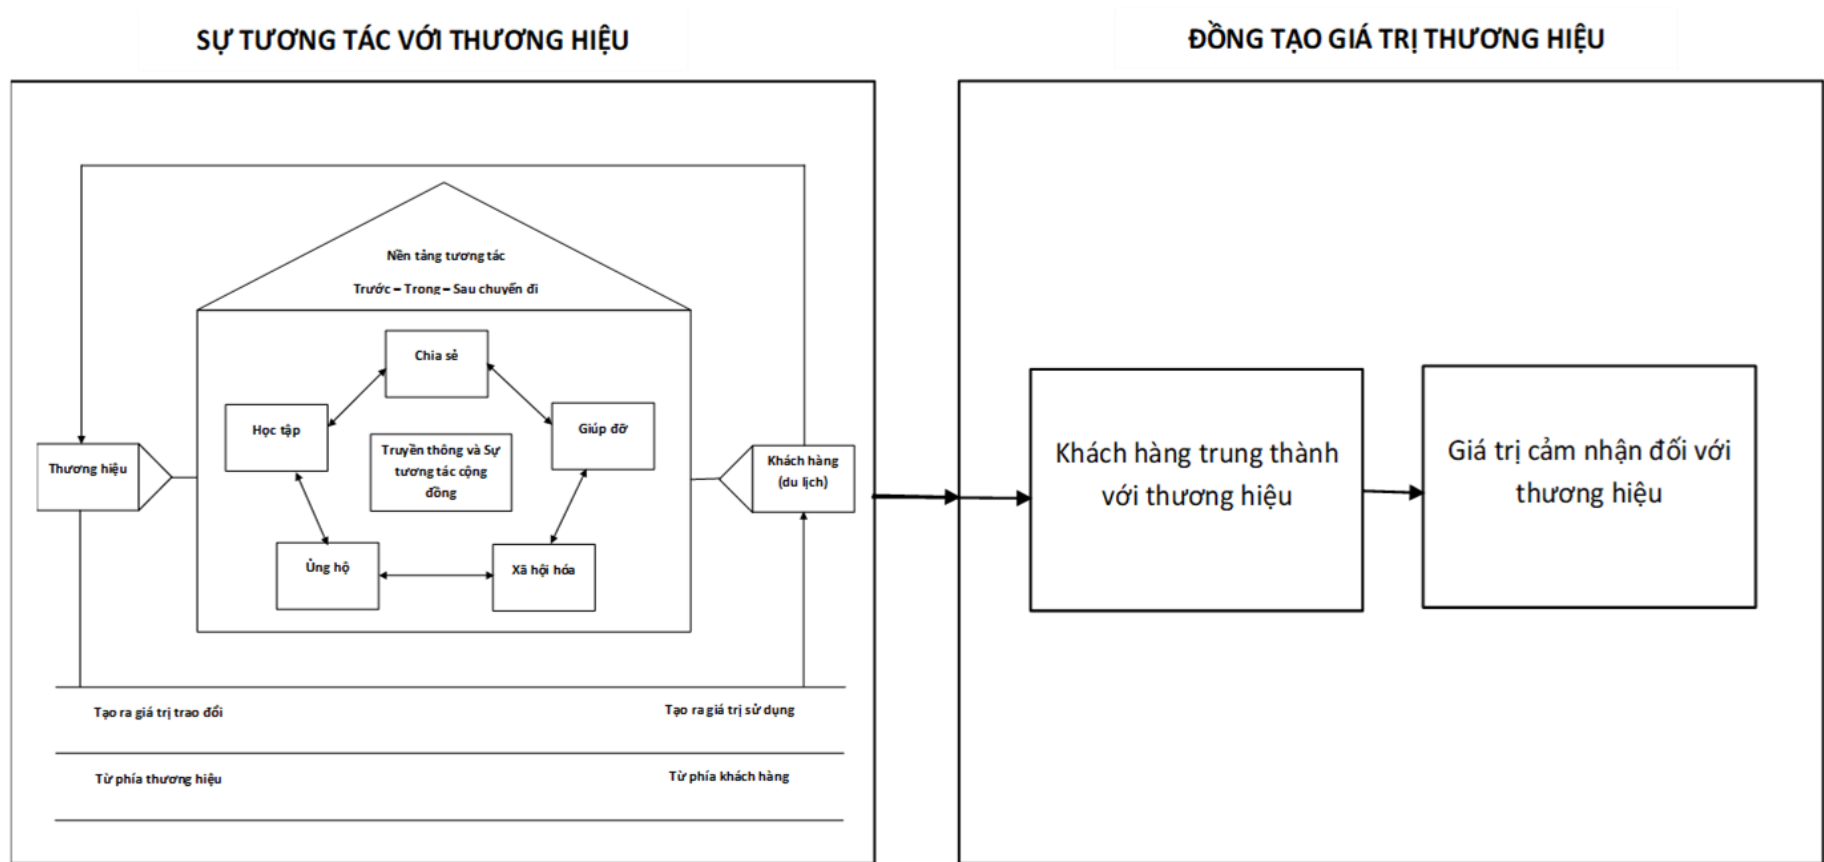 SỰ TƯƠNG TÁC VỚI THƯƠNG HIỆU
ĐỒNG TẠO GIÁ TRỊ THƯƠNG HIỆU
Nền tảng tương tác
Trước – Trong – Sau chuyến đi
Chia sẻ
Học tập
Giúp đỡ
Truyền thông và Sự
tương tác cộng
đồng
Thương hiệu
Khách hàng
(du lịch)
Ủng hộ
Xã hội hóa
Tạo ra giá trị trao đổi
Tạo ra giá trị sử dụng
Từ phía thương hiệu
Từ phía khách hàng
Khách hàng trung thành
với thương hiệu
Giá trị cảm nhận đối với
thương hiệu